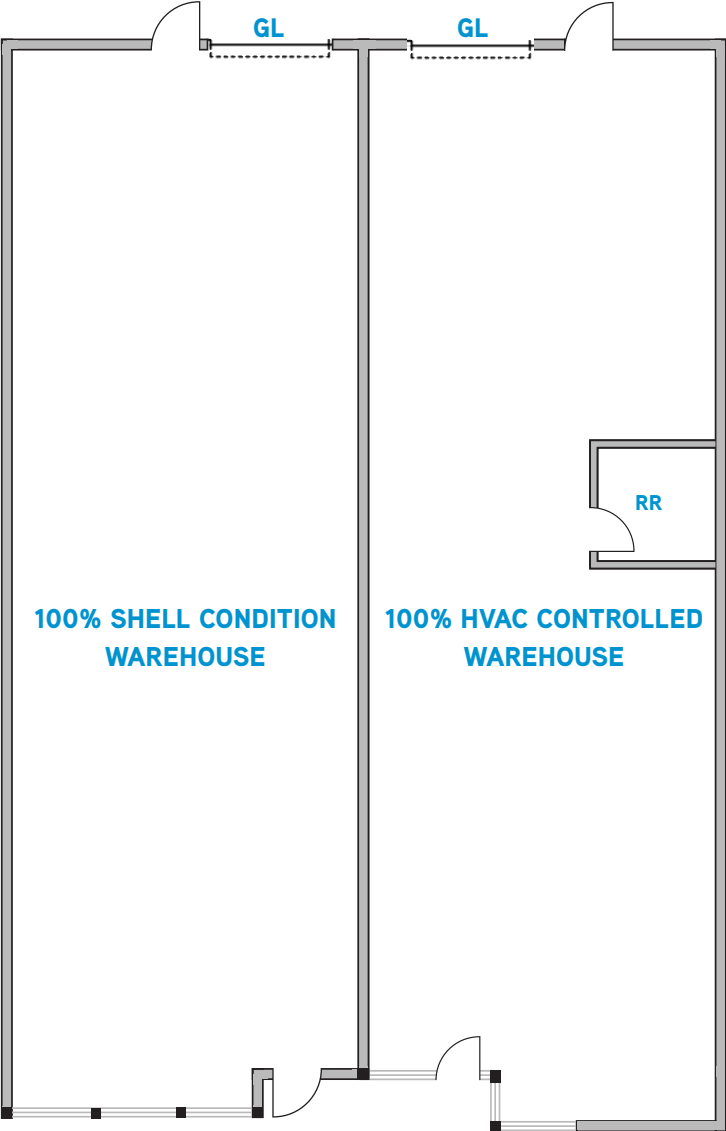 GL
GL
RR
100% SHELL CONDITION
WAREHOUSE
100% HVAC CONTROLLED
WAREHOUSE